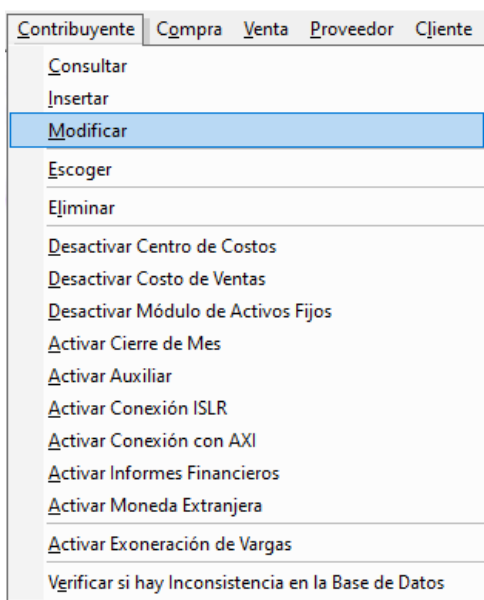 Contribuyente Compra Venta Proveedor Cliente
Consultar
Insertar
Modificar
Escoger
Eliminar
Desactivar Centro de Costos
Desactivar Costo de Ventas
Desactivar Módulo de Activos Fijos
Activar Cierre de Mes
Activar Auxiliar
Activar Conexión ISLR
Activar Conexión con AXI
Activar Informes Financieros
Activar Moneda Extranjera
Activar Exoneración de Vargas
Verificar si hay Inconsistencia en la Base de Datos